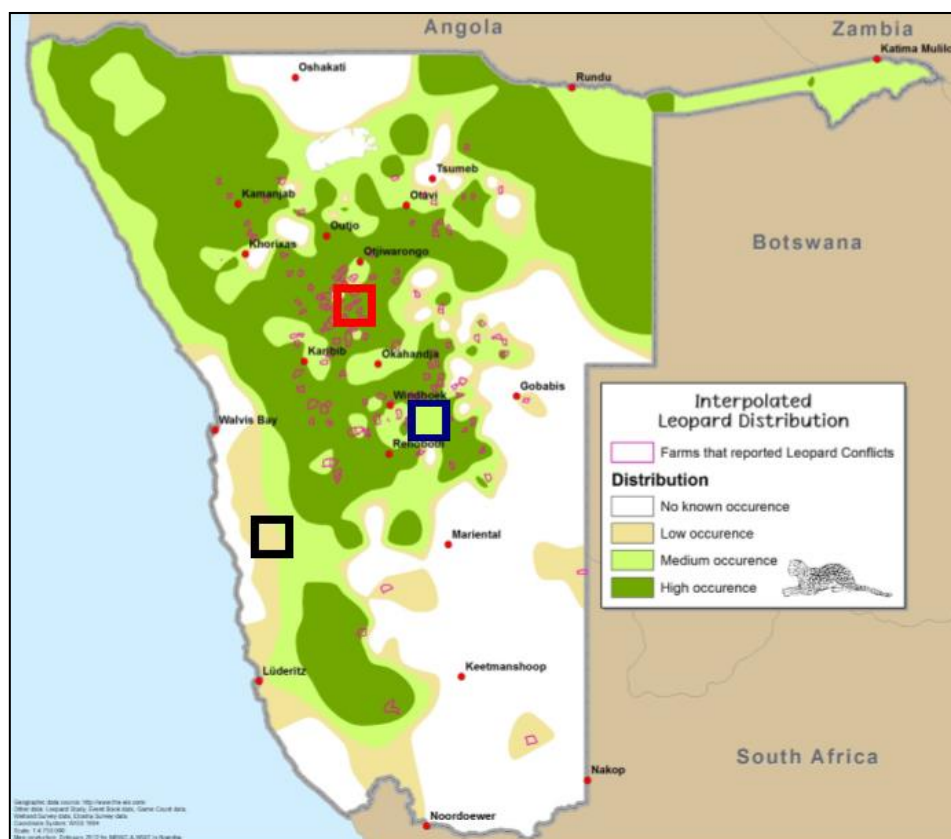 Angola
Zambia
Katima Mulilo
Oshakati
Rundu
Tsumeb
Kamanjab
Otavi
Outjo
Khorixas
Otjiwarongo
Botswana
Karibib
Okahandja
Gobabis
Windhoek
Walvis Bay
Rehoboth
Interpolated
Leopard Distribution
Farms that reported Leopard Conflicts
Distribution
No known occurence
Low occurence
Medium occurence
High occurence
Mariental
Lüderitz
Keetmanshoop
South Africa
Nakop
Noordoewer